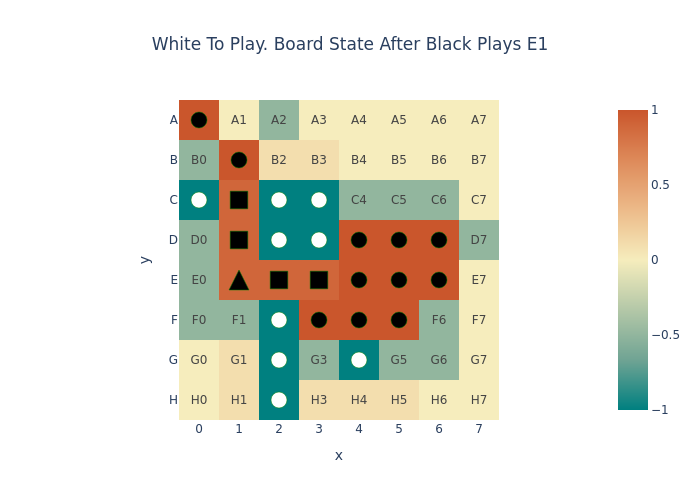 White To Play. Board State After Black Plays E1
A A1 A2 A3 A4 A5 A6 A7
B B0 B2 B3 B4 B5 B6 B7
C C4 C5 C6 C7
D D0 D7
E E0 E7
F F0 F1 F6 F7
G G0 G1 G3 G5 G6 G7
H H0 H1 H3 H4 H5 H6 H7
0 1 2 3 4 5 6 7
x
y
1
0.5
0
−0.5
−1